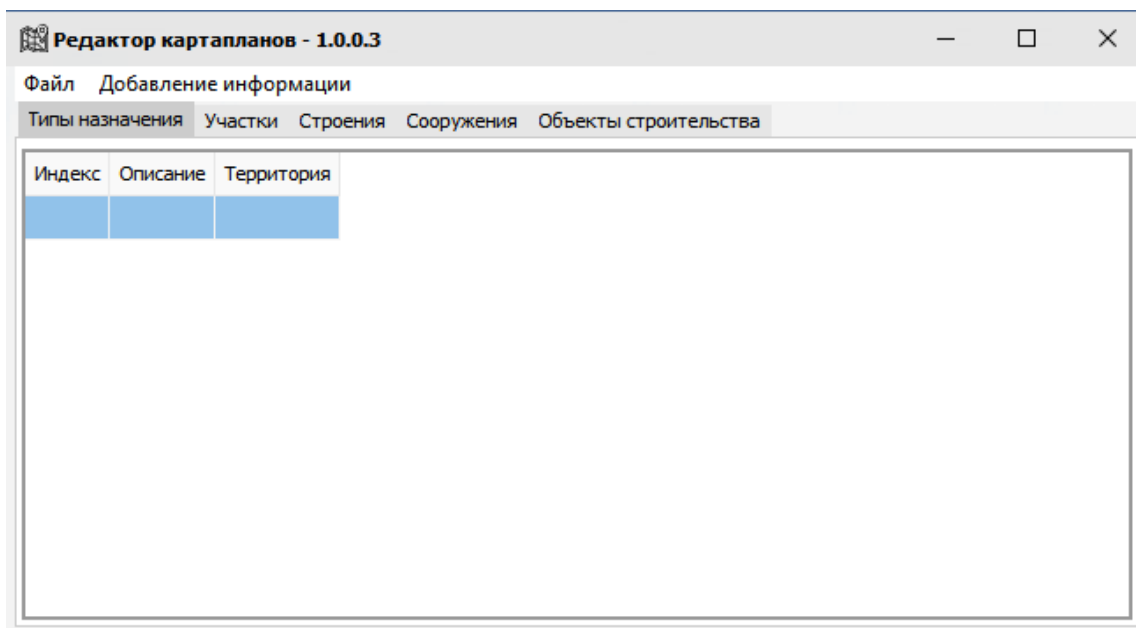 Редактор картапланов - 1.0.0.3
Файл Добавление информации
Типы назначения Участки Строения Сооружения Объекты строительства
Индекс Описание Территория